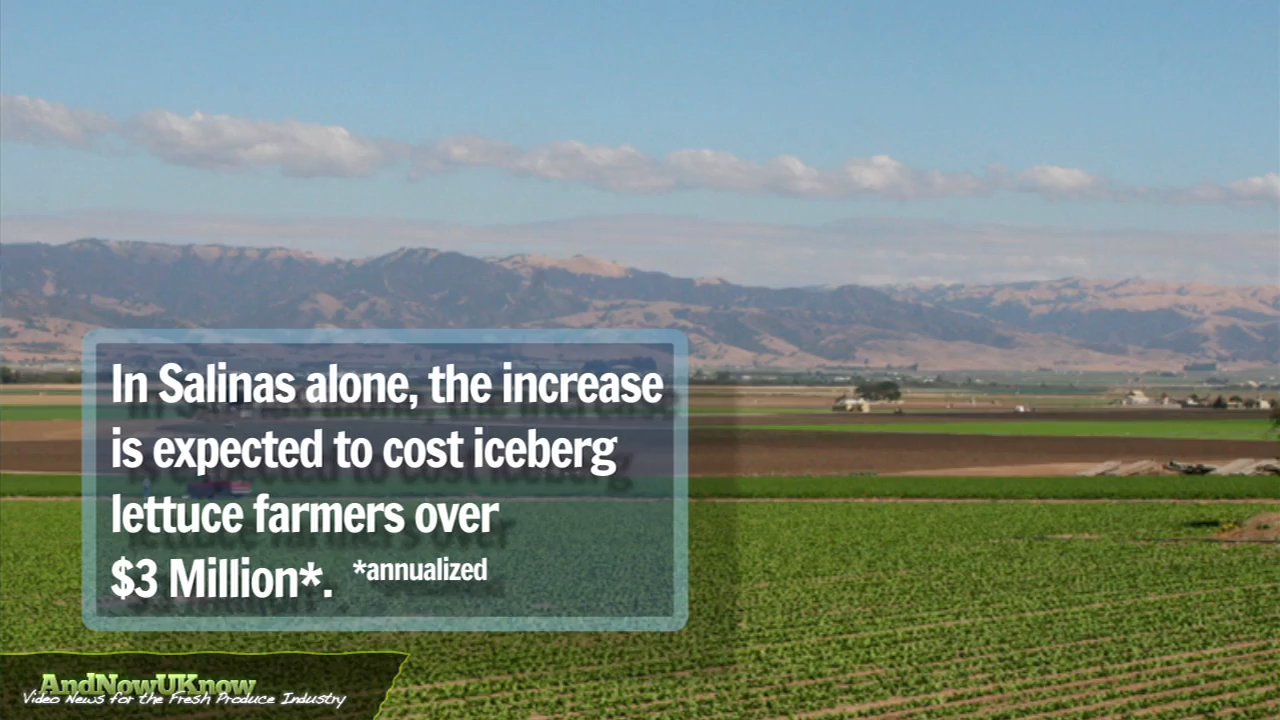 In Salinas alone, the increase
is expected to cost iceberg
lettuce farmers over
$3 Million*. *annualized
AndNowUKnow
Video News for the Fresh Produce Industry